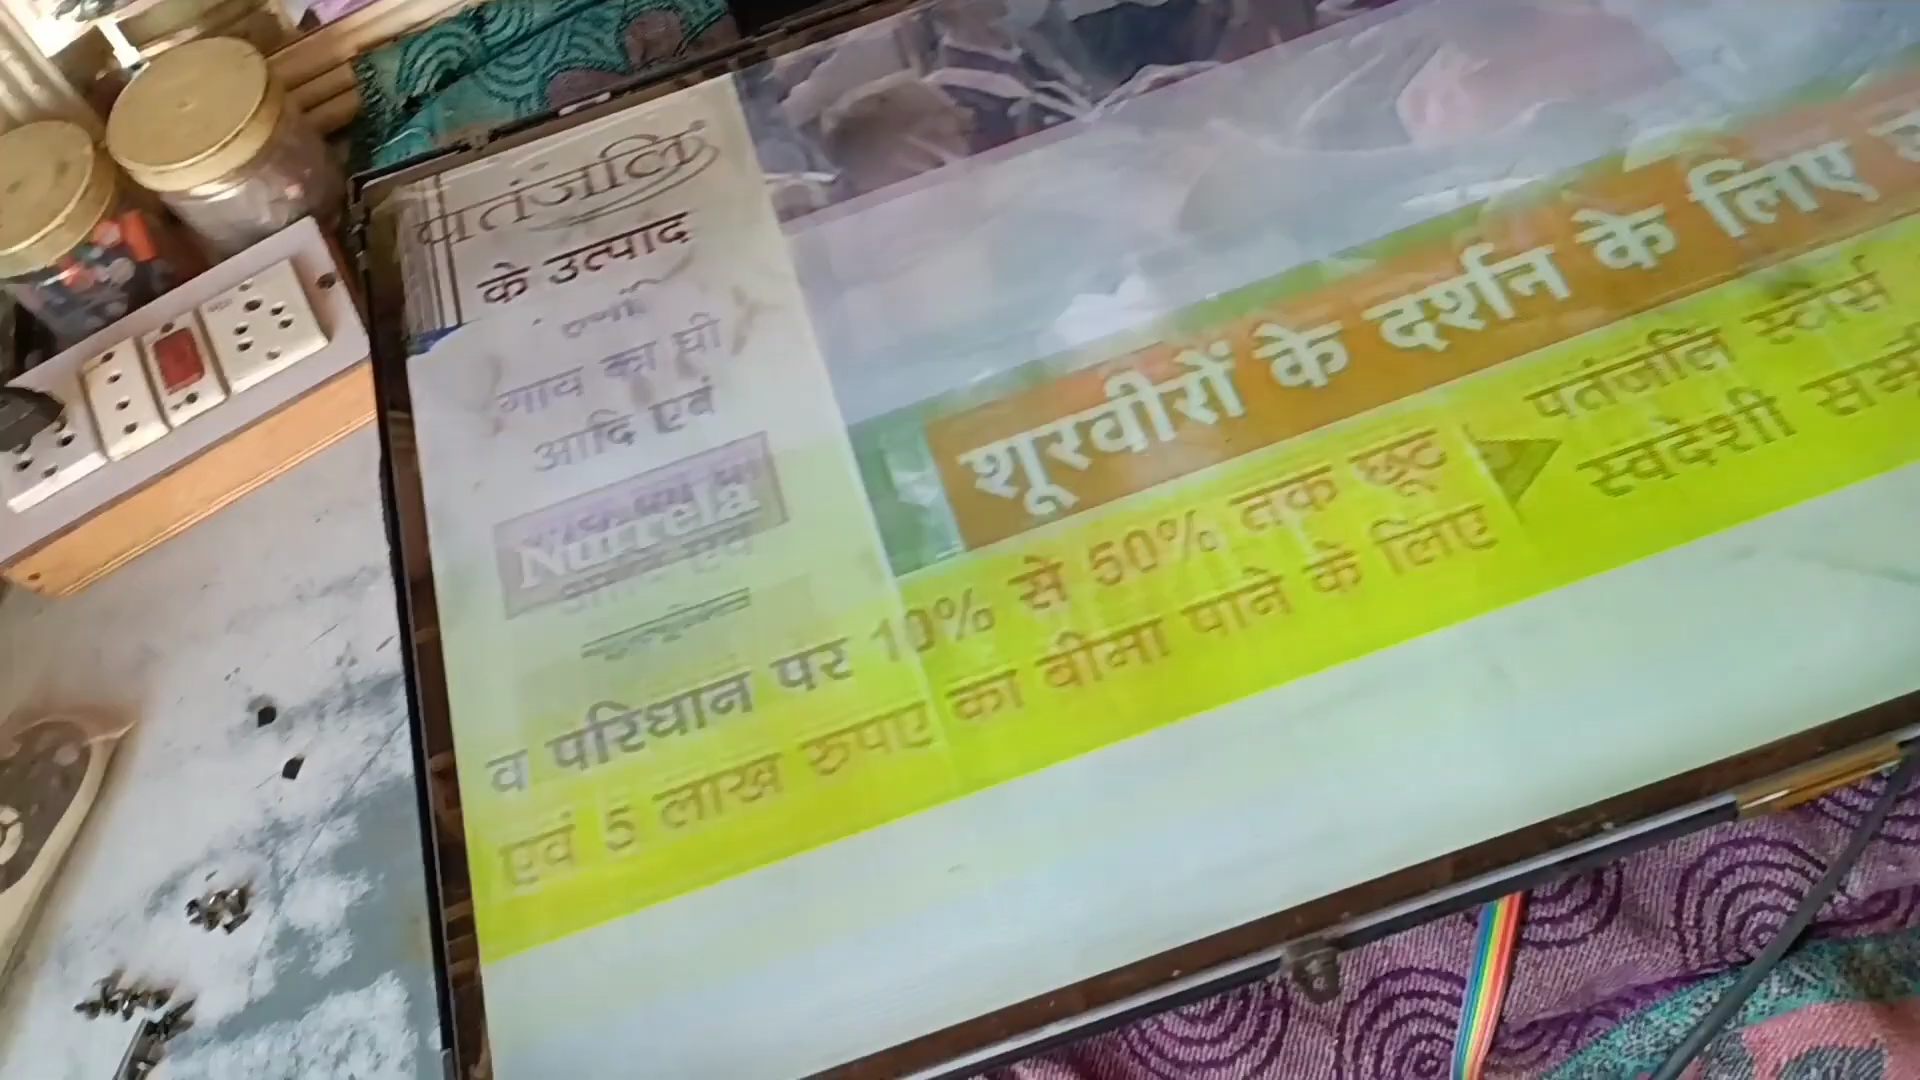 पतंजलि
के उत्पाद
गाय का घी
आदि एवं
Nutrela
शूरवीरों के दर्शन के लिए
व परिधान पर 10% से 50% तक छूट
एवं 5 लाख रुपए का बीमा पाने के लिए
पतंजलि स्टोर्स
स्वदेशी